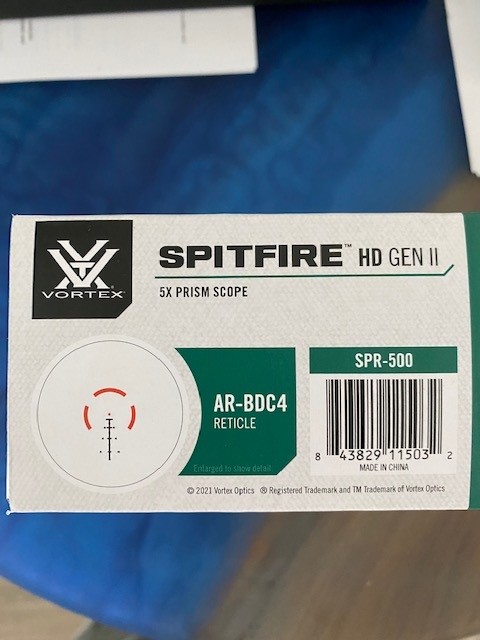 VORTEX®
SPITFIRE™ HD GEN II
5X PRISM SCOPE
AR-BDC4
RETICLE
Enlarged to show detail
SPR-500
8 43829 11503 2
MADE IN CHINA
© 2021 Vortex Optics ® Registered Trademark and TM Trademark Vortex Optics